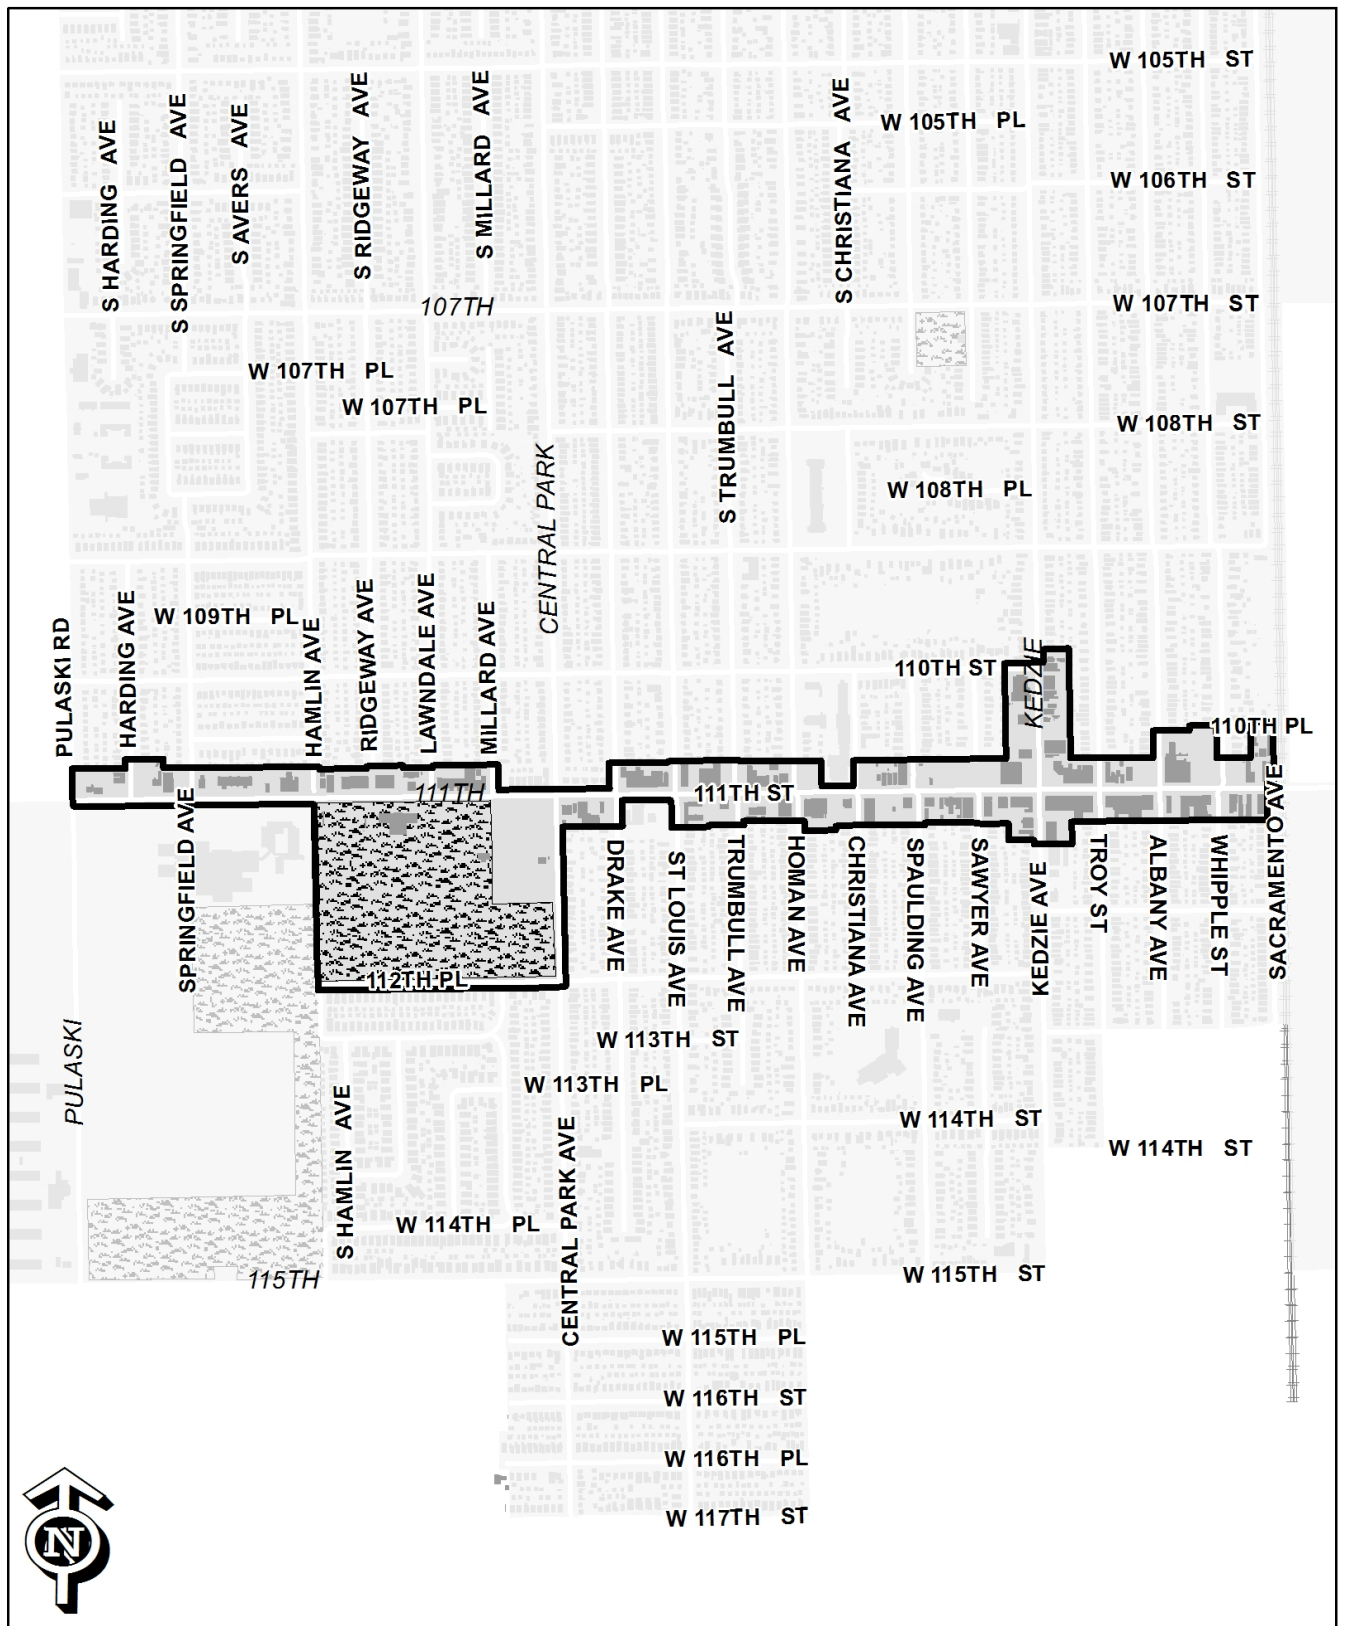 W 105TH ST
S HARDING AVE
S SPRINGFIELD AVE
S AVERS AVE
S RIDGEWAY AVE
S MILLARD AVE
S CHRISTIANA AVE
W 105TH PL
W 106TH ST
107TH
W 107TH ST
S TRUMBULL AVE
W 107TH PL
W 107TH PL
W 108TH ST
CENTRAL PARK
W 108TH PL
PULASKI RD
HARDING AVE
W 109TH PL
HAMLIN AVE
RIDGEWAY AVE
LAWNDALE AVE
MILLARD AVE
110TH ST
KEDZIE
110TH PL
111TH
111TH ST
SPRINGFIELD AVE
DRAKE AVE
ST LOUIS AVE
TRUMBULL AVE
HOMAN AVE
CHRISTIANA AVE
SPAULDING AVE
SAWYER AVE
KEDZIE AVE
TROY ST
ALBANY AVE
WHIPPLE ST
SACRAMENTO AVE
112TH PL
PULASKI
W 113TH ST
W 113TH PL
S HAMLIN AVE
CENTRAL PARK AVE
W 114TH ST
W 114TH ST
W 114TH PL
115TH
W 115TH ST
W 115TH PL
W 116TH ST
W 116TH PL
W 117TH ST
N